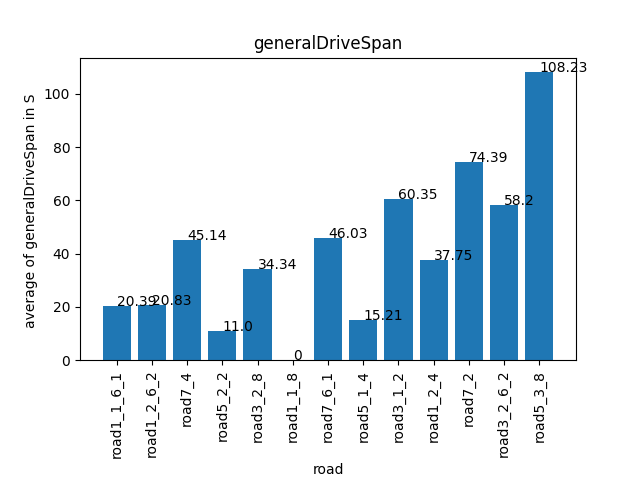 generalDriveSpan
average of generalDriveSpan in S
100
80
60
40
20
0
20.39
20.83
45.14
11.0
34.34
0
46.03
15.21
60.35
37.75
74.39
58.2
108.23
road1_1_6_1
road1_2_6_2
road7_4
road5_2_2
road3_2_8
road1_1_8
road7_6_1
road5_1_4
road3_1_2
road1_2_4
road7_2
road3_2_6_2
road5_3_8
road